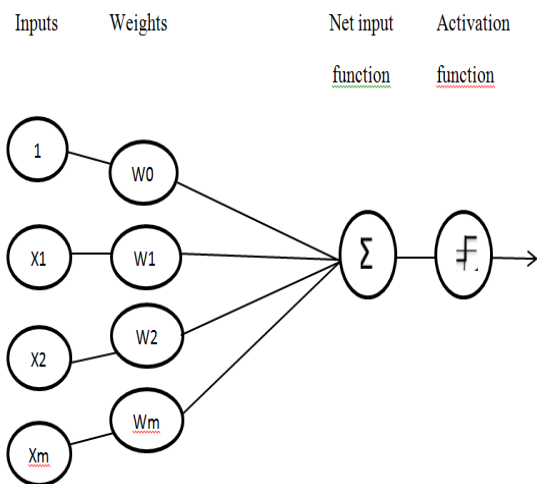 Inputs Weights Net input Activation
function function
1 W0
X1 W1 Σ
X2 W2
Xm Wm